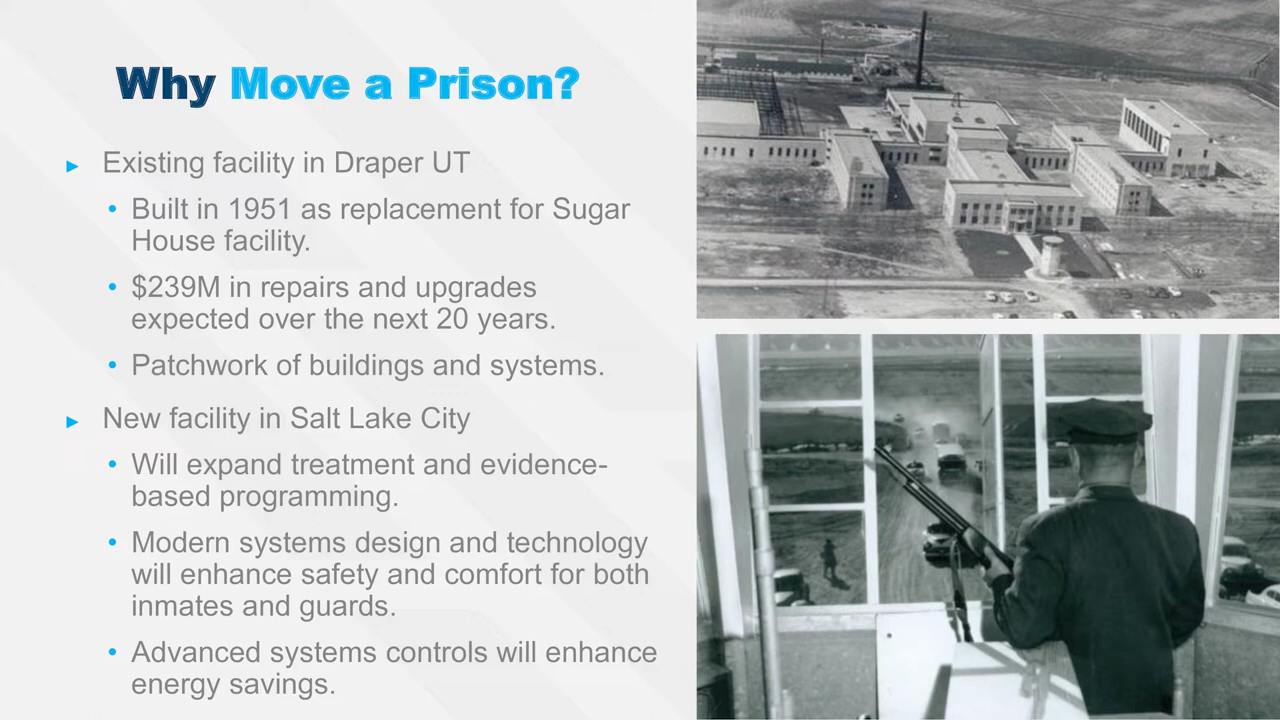 Why Move a Prison?
► Existing facility in Draper UT
• Built in 1951 as replacement for Sugar
House facility.
• $239M in repairs and upgrades
expected over the next 20 years.
• Patchwork of buildings and systems.
► New facility in Salt Lake City
• Will expand treatment and evidence-
based programming.
• Modern systems design and technology
will enhance safety and comfort for both
inmates and guards.
• Advanced systems controls will enhance
energy savings.